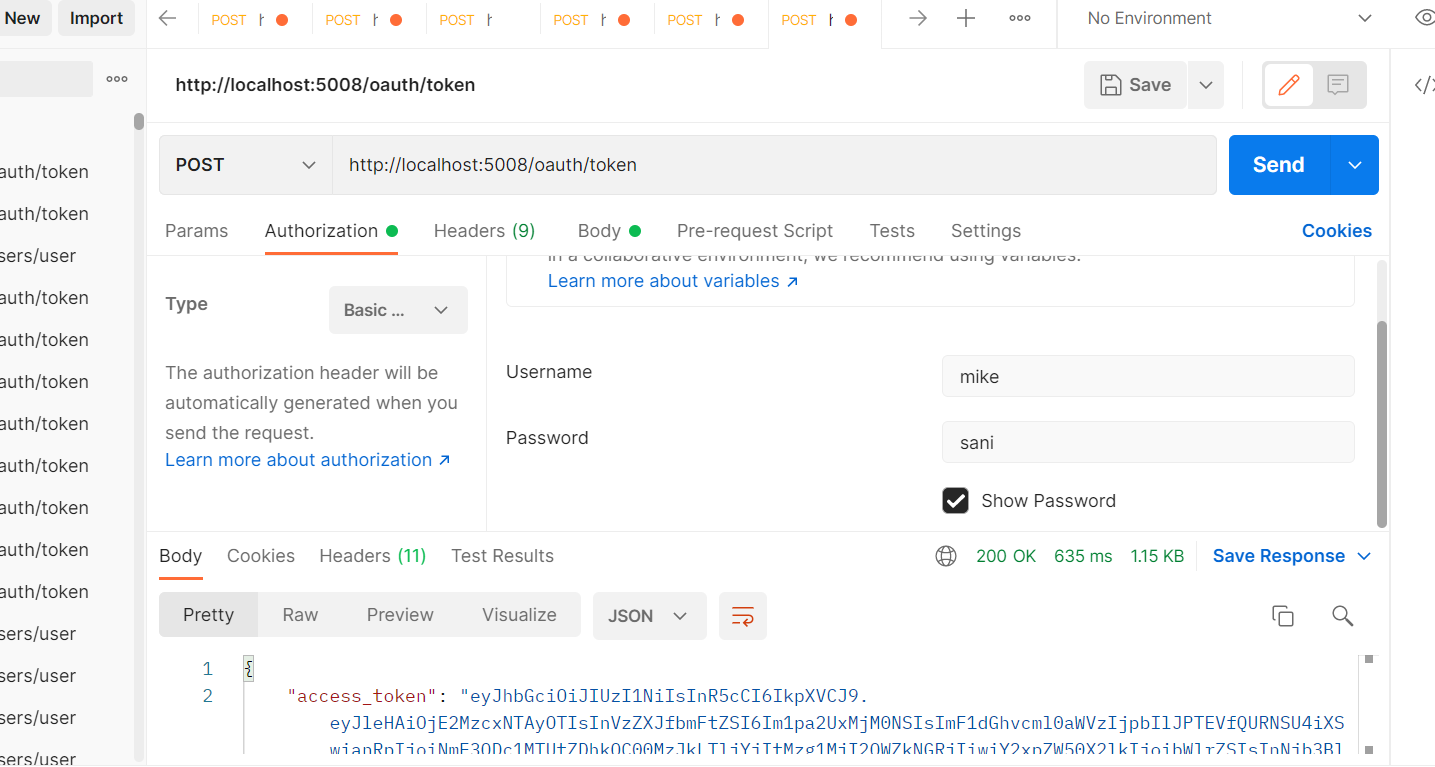 New Import POST POST POST POST POST POST No Environment
http://localhost:5008/oauth/token Save
POST http://localhost:5008/oauth/token Send
Params Authorization Headers (9) Body Pre-request Script Tests Settings Cookies
auth/token
auth/token
sers/user
auth/token
auth/token
auth/token
auth/token
auth/token
auth/token
auth/token
auth/token
sers/user
sers/user
sers/user
sers/user
in a collaborative environment, we recommend using variables.
Learn more about variables ↗
Type Basic ...
The authorization header will be
automatically generated when you
send the request.
Learn more about authorization ↗
Username mike
Password sani
Show Password
Body Cookies Headers (11) Test Results 200 OK 635 ms 1.15 KB Save Response
Pretty Raw Preview Visualize JSON
1 {
2 "access_token": "eyJhbGciOiJIUzI1NiIsInR5cCI6IkpXVCJ9.
eyJleHAiOjE2MzcxNTAyOTIsInVzZXJfbmFtZSI6Im1pa2UxMjM0NSIsImF1dGhvcml0aWVzIjpbIlJPTEVfQURNSU4iXS